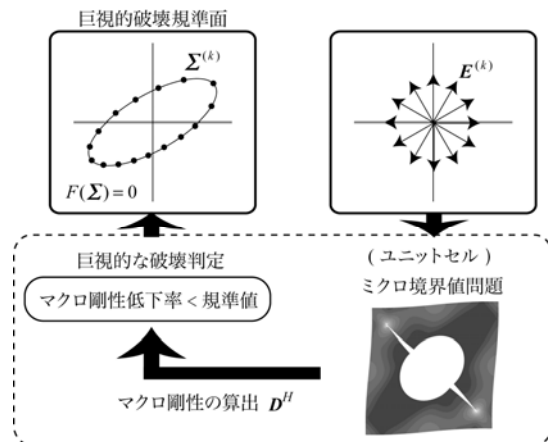 巨視的破壊規準面
Σ(k)
F(Σ)=0
E(k)
巨視的な破壊判定
マクロ剛性低下率<規準値
(ユニットセル)
ミクロ境界値問題
マクロ剛性の算出 D^H